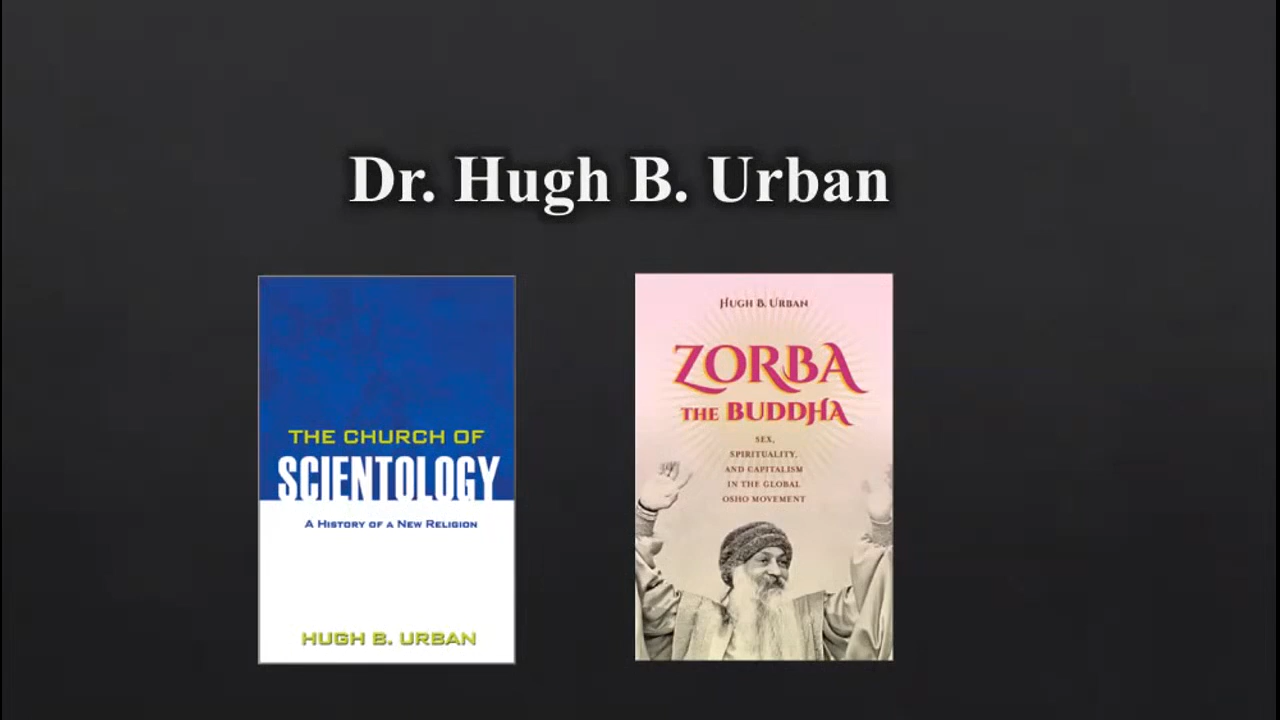 Dr. Hugh B. Urban
THE CHURCH OF
SCIENTOLOGY
A HISTORY OF A NEW RELIGION
HUGH B. URBAN
HUGH B. URBAN
ZORBA
THE BUDDHA
SEX,
SPIRITUALITY,
AND CAPITALISM
IN THE GLOBAL
OSHO MOVEMENT